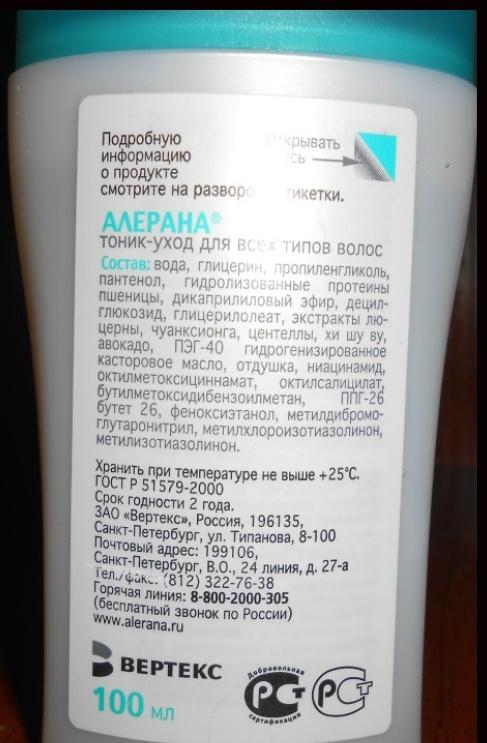 Подробную
информацию
о продукте
смотрите на
Открывать
АЛЕРАНА®
тоник-уход для всех типов волос
Состав: вода, глицерин, пропиленгликоль,
пантенол, гидролизованные протеины
пшеницы, дикаприлиловый эфир, децил-
глюкозид, глицерилолеат, экстракты лю-
церны, чуанксионга, центеллы, хи шу ву,
авокадо, ПЭГ-40 гидрогенизированное
касторовое масло, отдушка, ниацинамид,
октилметоксициннамат, октилсалицилат,
бутилметоксидибензоилметан, ППГ-26
бутет 26, феноксиэтанол, метилдибромо-
глутаронитрил, метилхлороизотиазолинон,
метилизотиазолинон.
Хранить при температуре не выше +25°С.
ГОСТ Р 51579-2000
Срок годности 2 года.
ЗАО «Вертекс», Россия, 196135,
Санкт-Петербург, ул. Типанова, 8-100
Почтовый адрес: 199106,
Санкт-Петербург, В.О., 24 линия, д. 27-а
Тел./факс: (812) 322-76-38
Горячая линия: 8-800-2000-305
(бесплатный звонок по России)
www.alerana.ru
ВЕРТЕКС
100 мл
Добровольная
РСТ
сертификация
РСТ